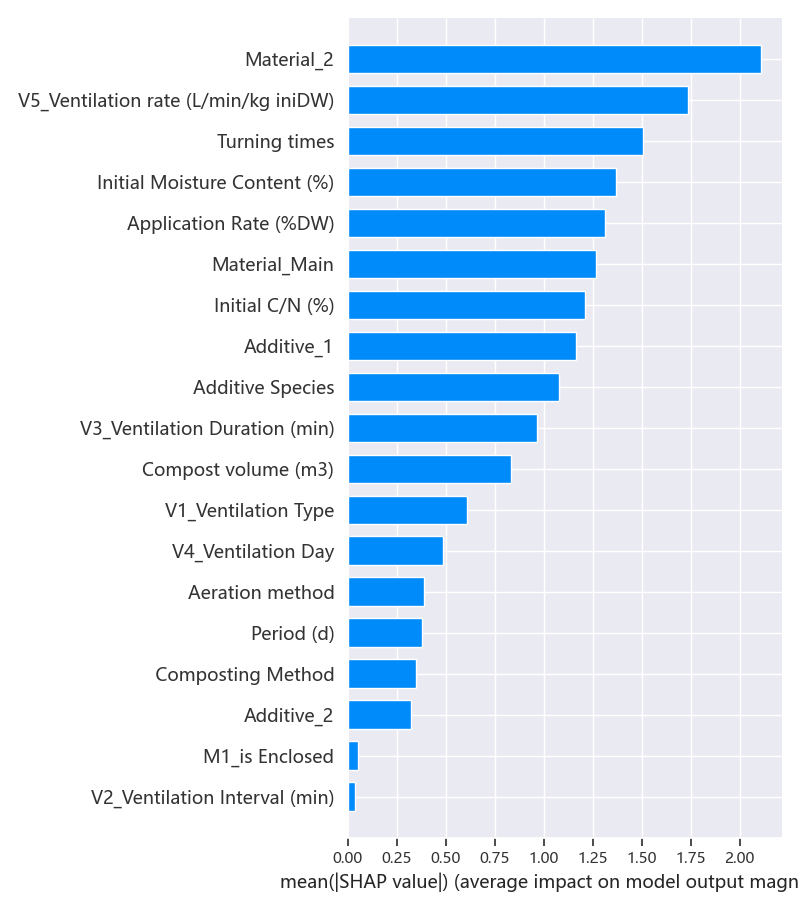 Material_2
V5_Ventilation rate (L/min/kg iniDW)
Turning times
Initial Moisture Content (%)
Application Rate (%DW)
Material_Main
Initial C/N (%)
Additive_1
Additive Species
V3_Ventilation Duration (min)
Compost volume (m3)
V1_Ventilation Type
V4_Ventilation Day
Aeration method
Period (d)
Composting Method
Additive_2
M1_is Enclosed
V2_Ventilation Interval (min)
0.00 0.25 0.50 0.75 1.00 1.25 1.50 1.75 2.00
mean(|SHAP value|) (average impact on model output magn